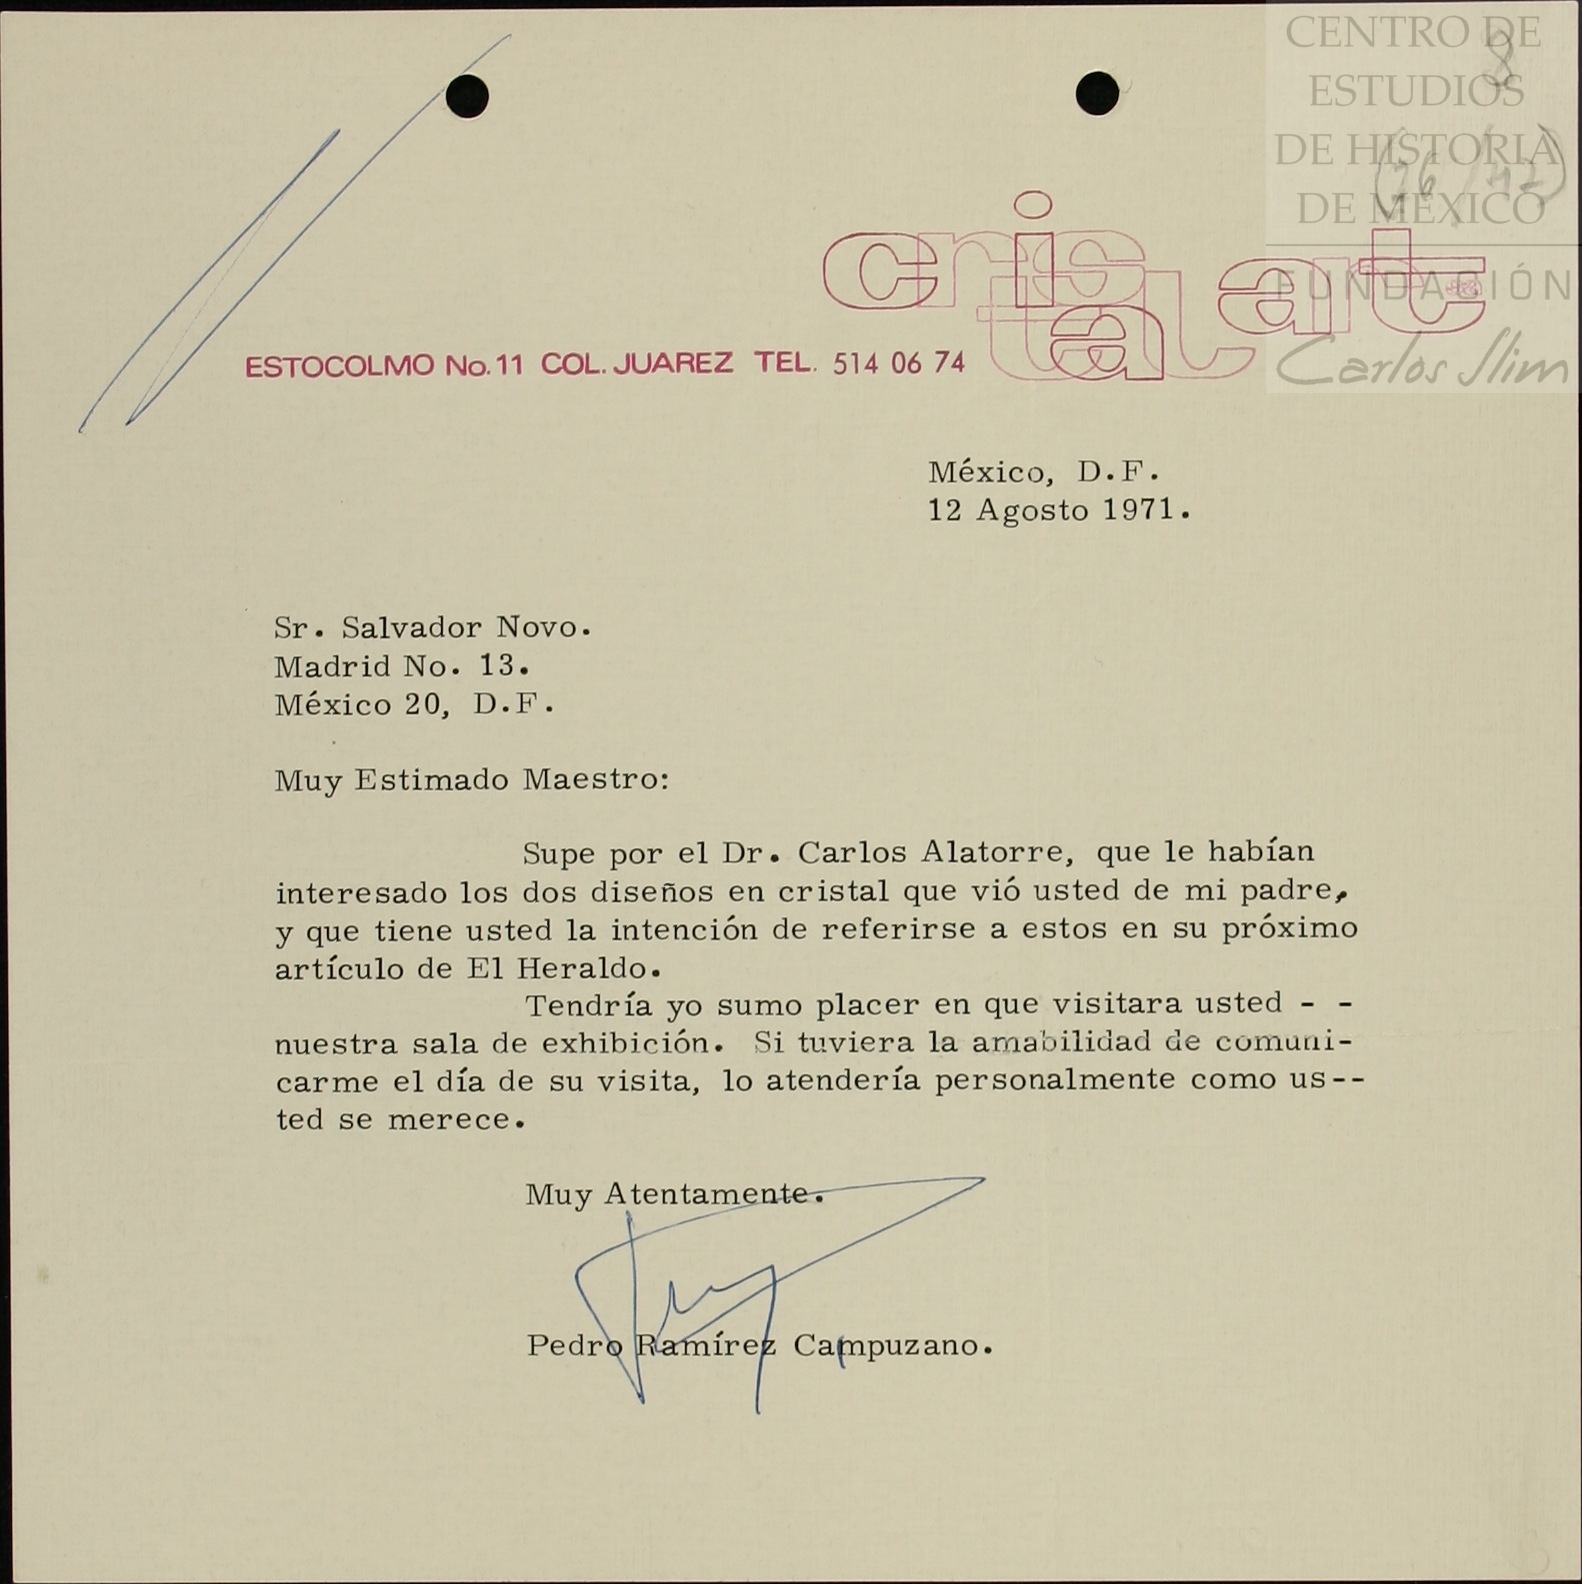 CENTRO DE
ESTUDIOS
DE HISTORIA
DE MÉXICO
FUNDACIÓN
Carlos Slim
8
cristal art
ESTOCOLMO No. 11 COL. JUAREZ TEL. 514 06 74
México, D.F.
12 Agosto 1971.
Sr. Salvador Novo.
Madrid No. 13.
México 20, D.F.
Muy Estimado Maestro:
Supe por el Dr. Carlos Alatorre, que le habían
interesado los dos diseños en cristal que vió usted de mi padre,
y que tiene usted la intención de referirse a estos en su próximo
artículo de El Heraldo.
Tendría yo sumo placer en que visitara usted - -
nuestra sala de exhibición. Si tuviera la amabilidad de comuni-
carme el día de su visita, lo atendería personalmente como us--
ted se merece.
Muy Atentamente.
Pedro Ramírez Campuzano.